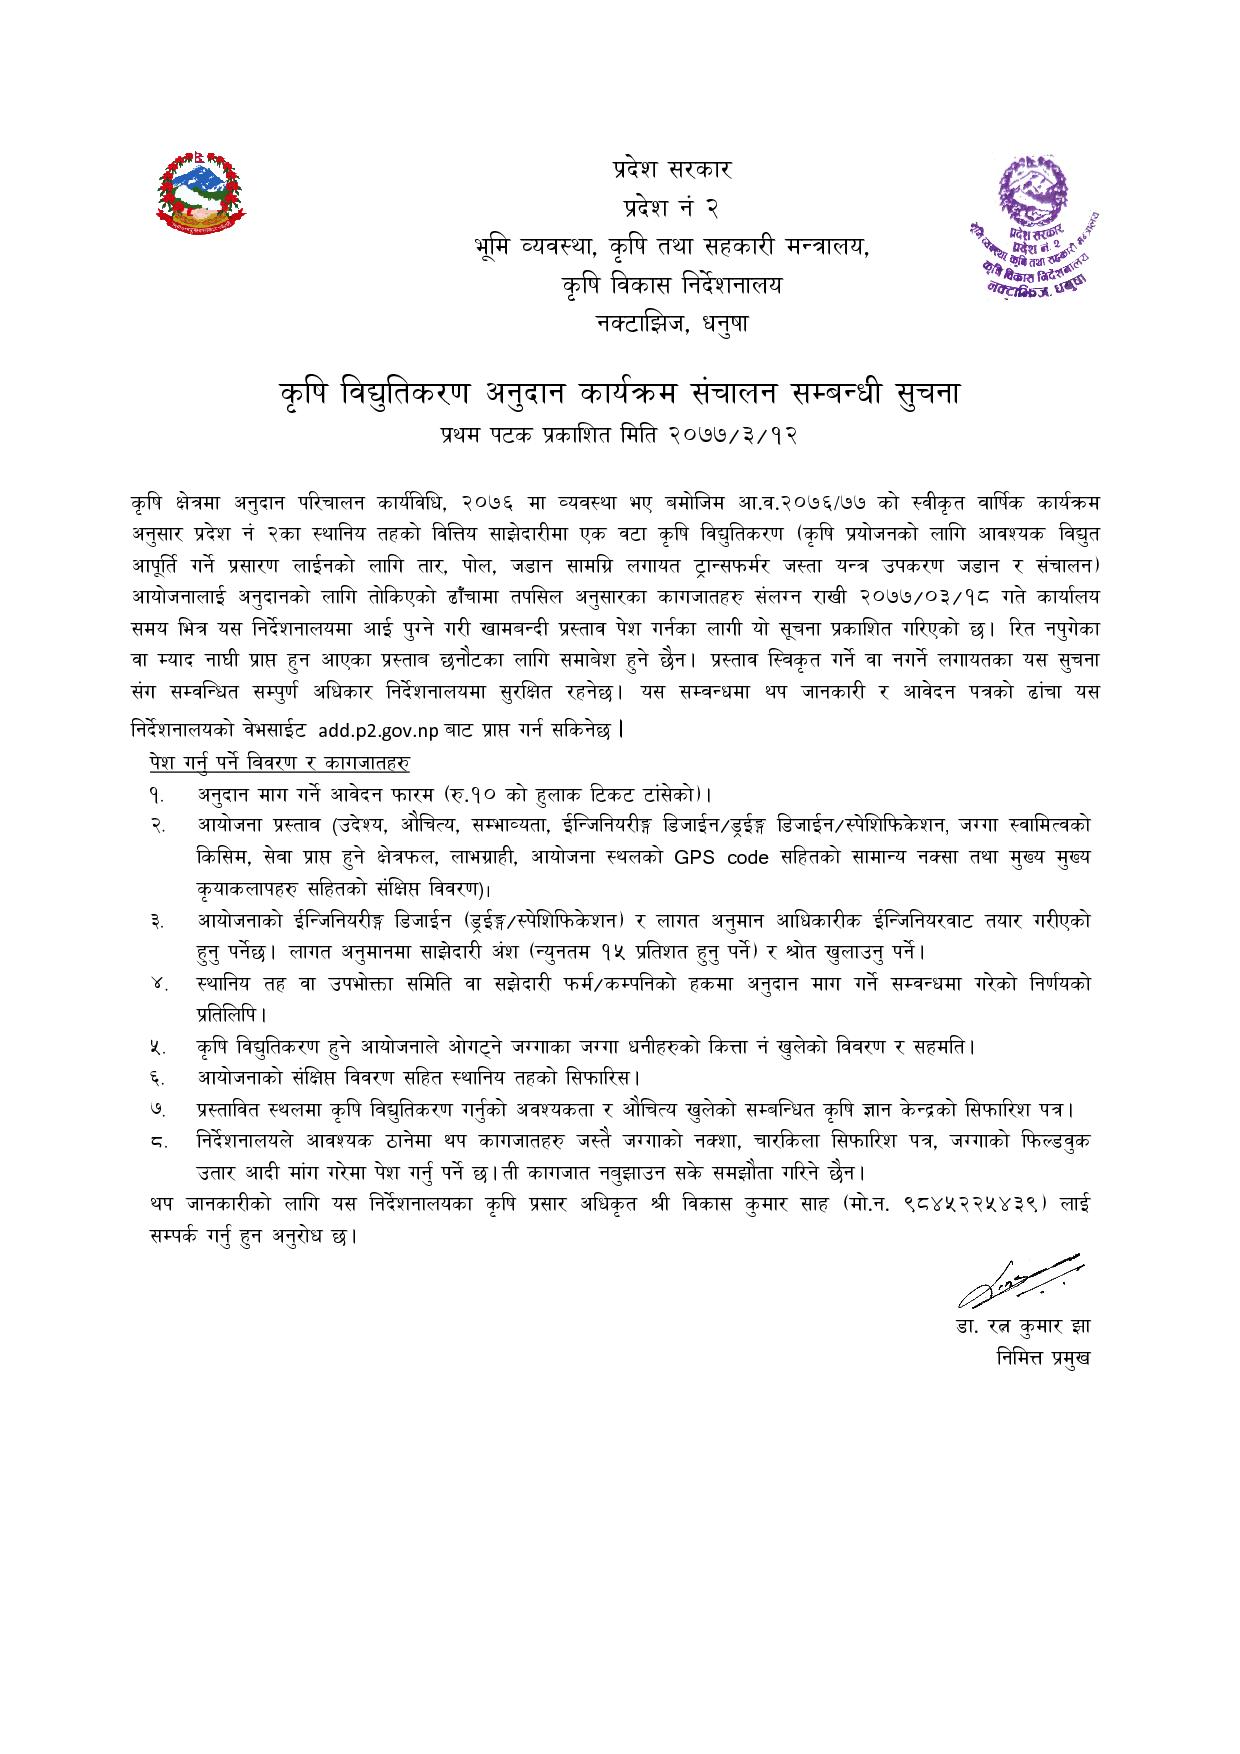 प्रदेश सरकार
प्रदेश नं २
भूमि व्यवस्था, कृषि तथा सहकारी मन्त्रालय,
कृषि विकास निर्देशनालय
नक्टाझिज, धनुषा
प्रदेश सरकार
प्रदेश नं. २
भूमि व्यवस्था, कृषि तथा सहकारी मन्त्रालय
कृषि विकास निर्देशनालय
नक्टाझिज, धनुषा
कृषि विद्युतिकरण अनुदान कार्यक्रम संचालन सम्बन्धी सुचना
प्रथम पटक प्रकाशित मिति २०७७/३/१२
कृषि क्षेत्रमा अनुदान परिचालन कार्यविधि, २०७६ मा व्यवस्था भए बमोजिम आ.व.२०७६/७७ को स्वीकृत वार्षिक कार्यक्रम
अनुसार प्रदेश नं २का स्थानिय तहको वित्तिय साझेदारीमा एक वटा कृषि विद्युतिकरण (कृषि प्रयोजनको लागि आवश्यक विद्युत
आपूर्ति गर्ने प्रसारण लाईनको लागि तार, पोल, जडान सामग्रि लगायत ट्रान्सफर्मर जस्ता यन्त्र उपकरण जडान र संचालन)
आयोजनालाई अनुदानको लागि तोकिएको ढाँचामा तपसिल अनुसारका कागजातहरु संलग्न राखी २०७७/०३/१८ गते कार्यालय
समय भित्र यस निर्देशनालयमा आई पुग्ने गरी खामबन्दी प्रस्ताव पेश गर्नका लागी यो सूचना प्रकाशित गरिएको छ। रित नपुगेका
वा म्याद नाघी प्राप्त हुन आएका प्रस्ताव छनौटका लागि समाबेश हुने छैन। प्रस्ताव स्विकृत गर्ने वा नगर्ने लगायतका यस सुचना
संग सम्वन्धित सम्पुर्ण अधिकार निर्देशनालयमा सुरक्षित रहनेछ। यस सम्वन्धमा थप जानकारी र आवेदन पत्रको ढांचा यस
निर्देशनालयको वेभसाईट add.p2.gov.np बाट प्राप्त गर्न सकिनेछ।
पेश गर्नु पर्ने विवरण र कागजातहरु
१. अनुदान माग गर्ने आवेदन फारम (रु.१० को हुलाक टिकट टांसेको)।
२. आयोजना प्रस्ताव (उदेश्य, औचित्य, सम्भाव्यता, ईन्जिनियरीङ्ग डिजाईन/ड्रईङ्ग डिजाईन/स्पेशिफिकेशन, जग्गा स्वामित्वको
किसिम, सेवा प्राप्त हुने क्षेत्रफल, लाभग्राही, आयोजना स्थलको GPS code सहितको सामान्य नक्सा तथा मुख्य मुख्य
कृयाकलापहरु सहितको संक्षिप्त विवरण)।
३. आयोजनाको ईन्जिनियरीङ्ग डिजाईन (ड्रईङ्ग/स्पेशिफिकेशन) र लागत अनुमान आधिकारीक ईन्जिनियरवाट तयार गरीएको
हुनु पर्नेछ। लागत अनुमानमा साझेदारी अंश (न्युनतम १५ प्रतिशत हुनु पर्ने) र श्रोत खुलाउनु पर्ने।
४. स्थानिय तह वा उपभोक्ता समिति वा सझेदारी फर्म/कम्पनिको हकमा अनुदान माग गर्ने सम्वन्धमा गरेको निर्णयको
प्रतिलिपि।
५. कृषि विद्युतिकरण हुने आयोजनाले ओगट्ने जग्गाका जग्गा धनीहरुको कित्ता नं खुलेको विवरण र सहमति।
६. आयोजनाको संक्षिप्त विवरण सहित स्थानिय तहको सिफारिस।
७. प्रस्तावित स्थलमा कृषि विद्युतिकरण गर्नुको अवश्यकता र औचित्य खुलेको सम्बन्धित कृषि ज्ञान केन्द्रको सिफारिश पत्र।
८. निर्देशनालयले आवश्यक ठानेमा थप कागजातहरु जस्तै जग्गाको नक्शा, चारकिला सिफारिश पत्र, जग्गाको फिल्डवुक
उतार आदी मांग गरेमा पेश गर्नु पर्ने छ।ती कागजात नबुझाउन सके समझौता गरिने छैन।
थप जानकारीको लागि यस निर्देशनालयका कृषि प्रसार अधिकृत श्री विकास कुमार साह (मो.न. ९८४५२२५४३९) लाई
सम्पर्क गर्नु हुन अनुरोध छ।
डा. रत्न कुमार झा
निमित्त प्रमुख